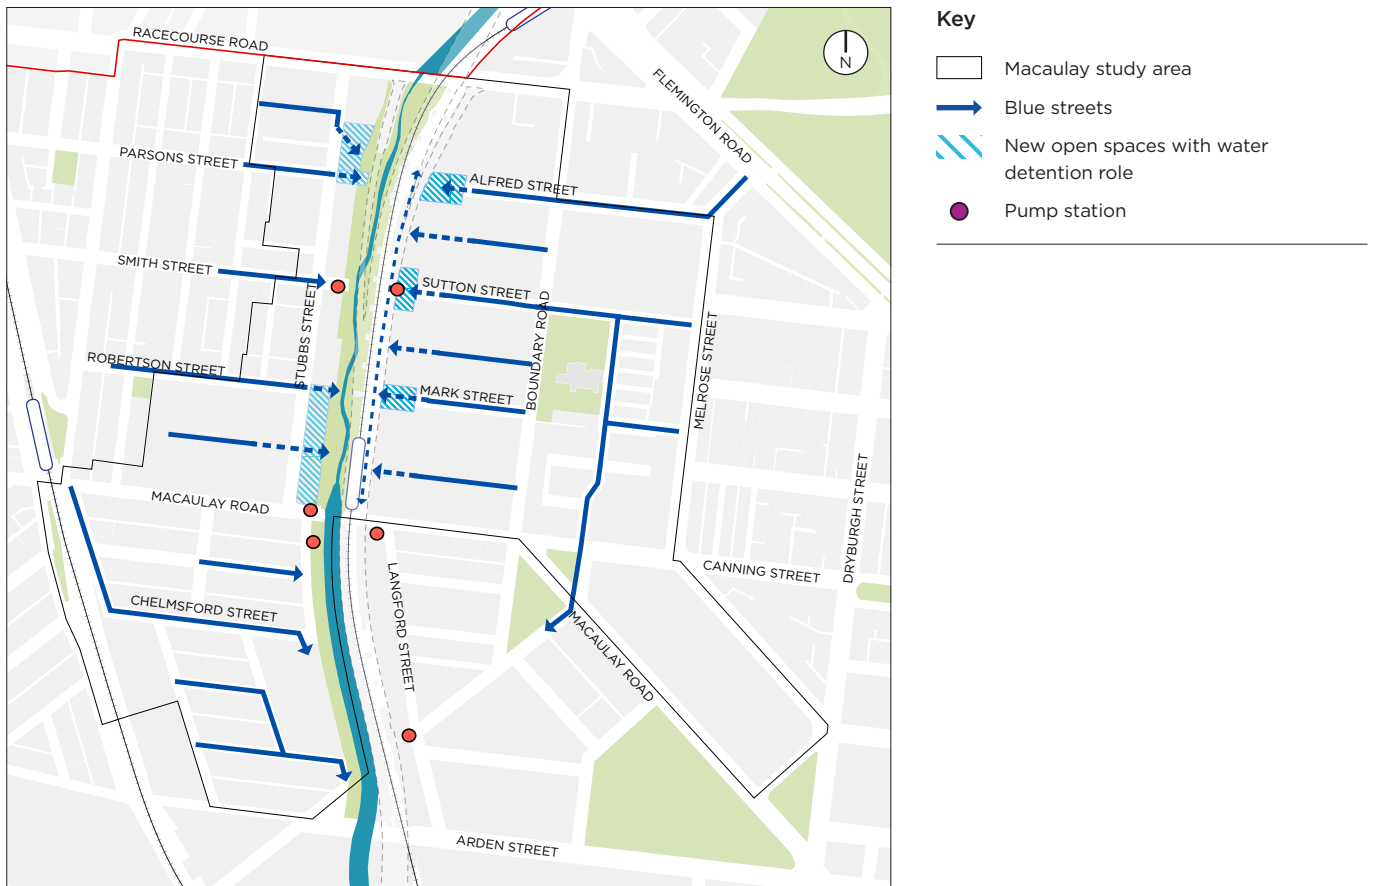 RACECOURSE ROAD
N
FLEMINGTON ROAD
PARSONS STREET
ALFRED STREET
SMITH STREET
SUTTON STREET
STUBBS STREET
BOUNDARY ROAD
MELROSE STREET
ROBERTSON STREET
MARK STREET
MACAULAY ROAD
DRYBURGH STREET
CANNING STREET
LANGFORD STREET
CHELMSFORD STREET
MACAULAY ROAD
ARDEN STREET
Key
Macaulay study area
Blue streets
New open spaces with water
detention role
Pump station